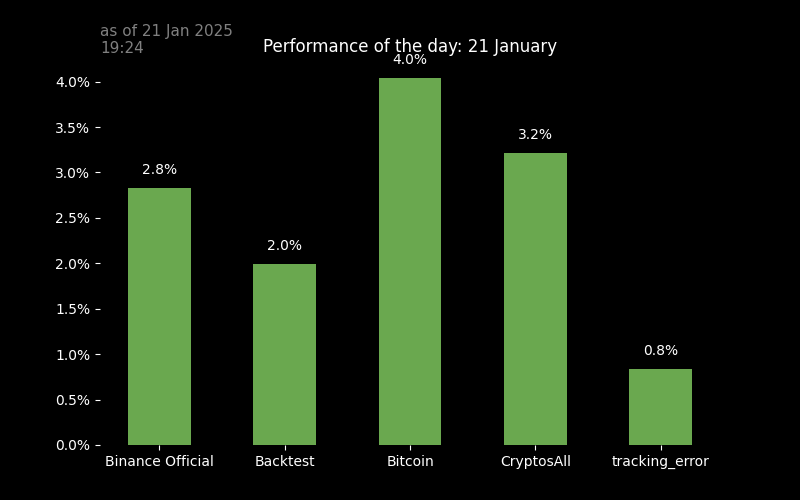 as of 21 Jan 2025
19:24
Performance of the day: 21 January
4.0%
3.5%
3.0%
2.5%
2.0%
1.5%
1.0%
0.5%
0.0%
2.8%
2.0%
4.0%
3.2%
0.8%
Binance Official
Backtest
Bitcoin
CryptosAll
tracking_error